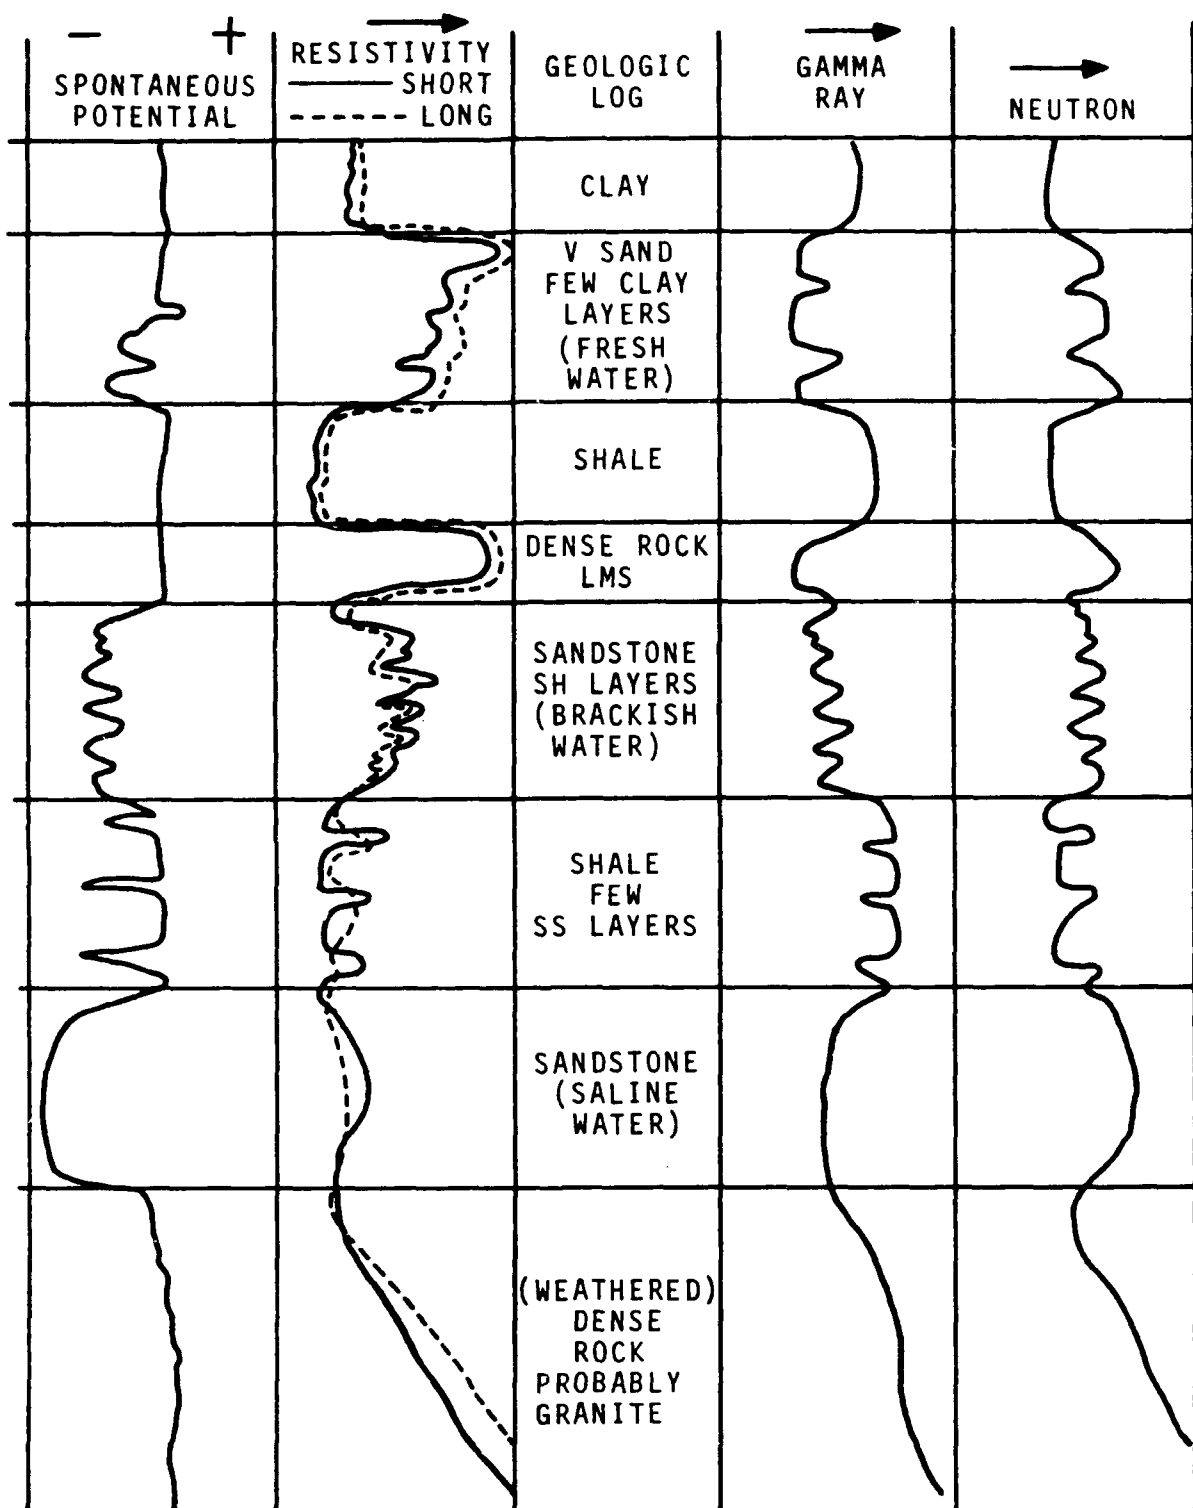 − +
SPONTANEOUS
POTENTIAL
RESISTIVITY
SHORT
LONG
GEOLOGIC
LOG
GAMMA
RAY
NEUTRON
CLAY
V SAND
FEW CLAY
LAYERS
(FRESH
WATER)
SHALE
DENSE ROCK
LMS
SANDSTONE
SH LAYERS
(BRACKISH
WATER)
SHALE
FEW
SS LAYERS
SANDSTONE
(SALINE
WATER)
(WEATHERED)
DENSE
ROCK
PROBABLY
GRANITE